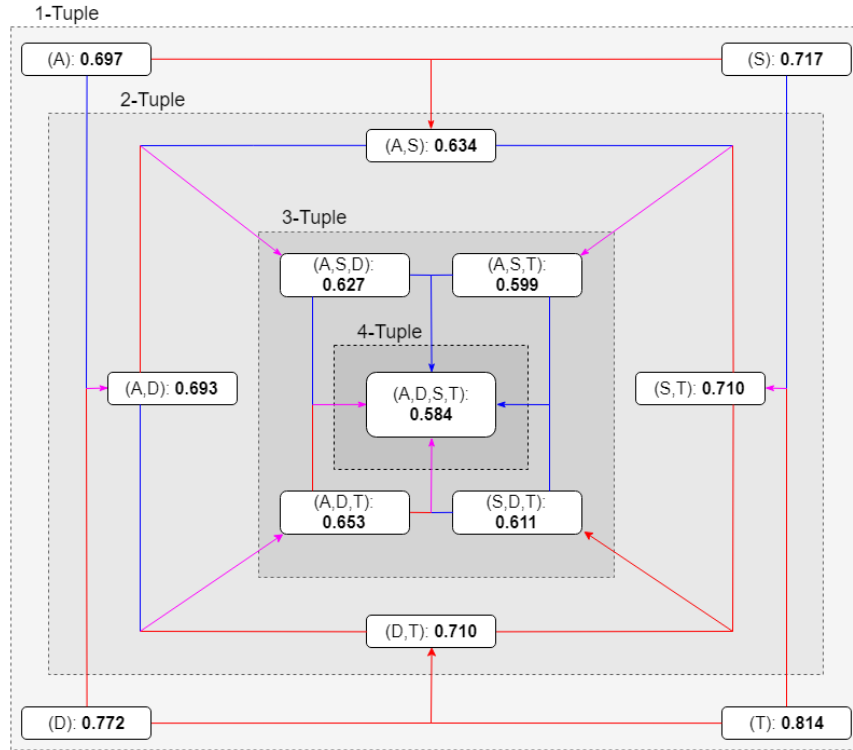 1-Tuple
(A): 0.697
(S): 0.717
2-Tuple
(A,S): 0.634
3-Tuple
(A,S,D):
0.627
(A,S,T):
0.599
4-Tuple
(A,D): 0.693
(A,D,S,T):
0.584
(S,T): 0.710
(A,D,T):
0.653
(S,D,T):
0.611
(D,T): 0.710
(D): 0.772
(T): 0.814